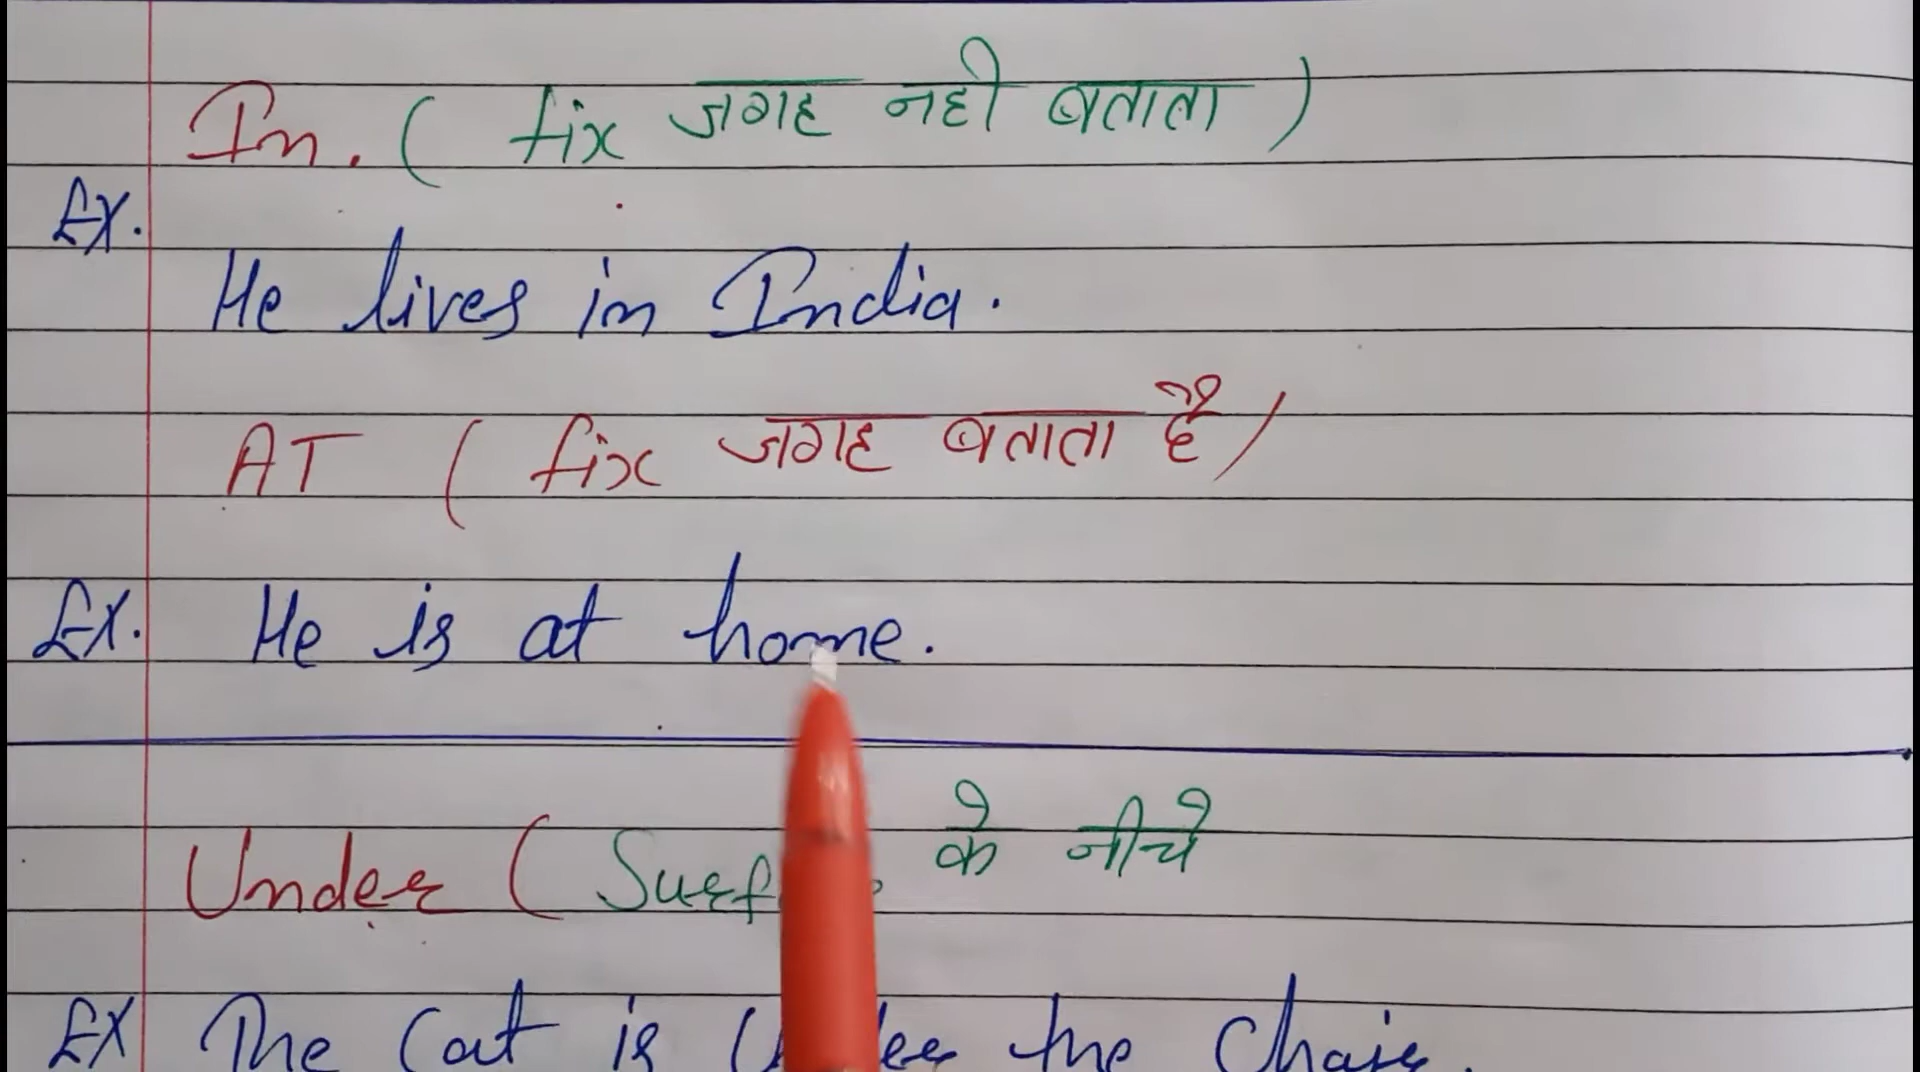 In. ( fix जगह नही बताता )
Ex.
He lives in India.
AT ( fix जगह बताता है )
Ex. He is at home.
Under ( के नीचे
EX The Cat is the Chair.